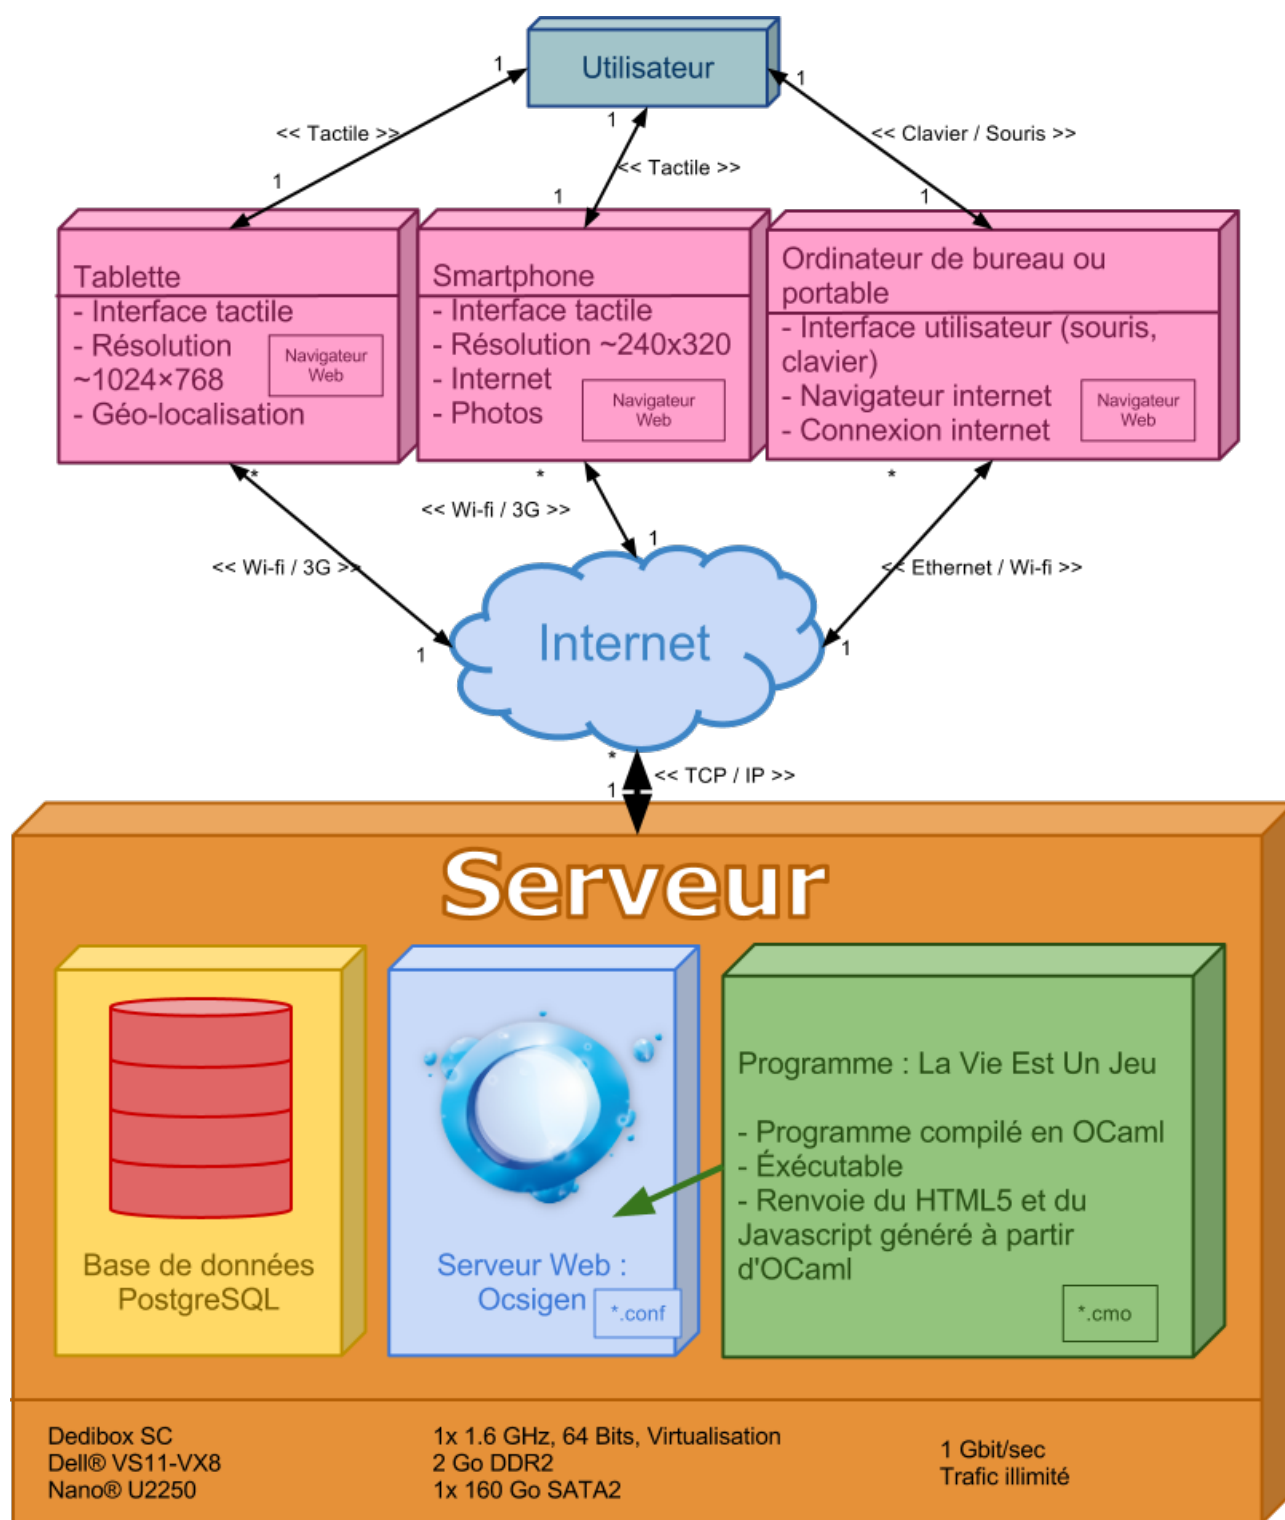 Utilisateur
1
1
1
<< Tactile >>
<< Clavier / Souris >>
<< Tactile >>
1
1
1
Tablette
- Interface tactile
- Résolution
~1024×768
- Géo-localisation
Navigateur
Web
Smartphone
- Interface tactile
- Résolution ~240x320
- Internet
- Photos
Navigateur
Web
Ordinateur de bureau ou
portable
- Interface utilisateur (souris,
clavier)
- Navigateur internet
- Connexion internet
Navigateur
Web
*
*
*
<< Wi-fi / 3G >>
1
<< Wi-fi / 3G >>
<< Ethernet / Wi-fi >>
Internet
1
1
*
<< TCP / IP >>
1
Serveur
Base de données
PostgreSQL
Serveur Web :
Ocsigen
*.conf
Programme : La Vie Est Un Jeu
- Programme compilé en OCaml
- Éxécutable
- Renvoie du HTML5 et du
Javascript généré à partir
d'OCaml
*.cmo
Dedibox SC
Dell® VS11-VX8
Nano® U2250
1x 1.6 GHz, 64 Bits, Virtualisation
2 Go DDR2
1x 160 Go SATA2
1 Gbit/sec
Trafic illimité